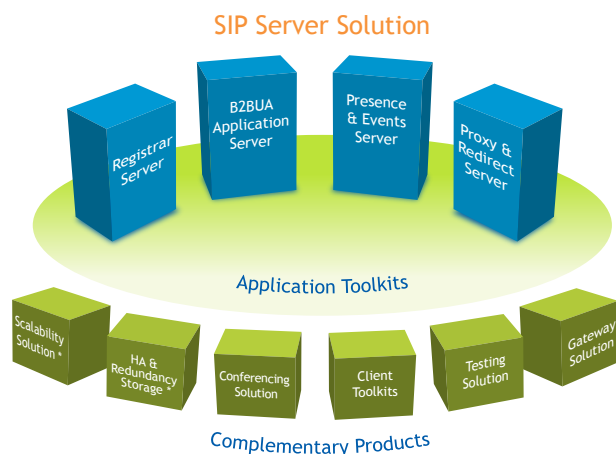 SIP Server Solution
Registrar
Server
B2BUA
Application
Server
Presence
& Events
Server
Proxy &
Redirect
Server
Application Toolkits
Scalability
Solution *
HA &
Redundancy
Storage *
Conferencing
Solution
Client
Toolkits
Testing
Solution
Gateway
Solution
Complementary Products